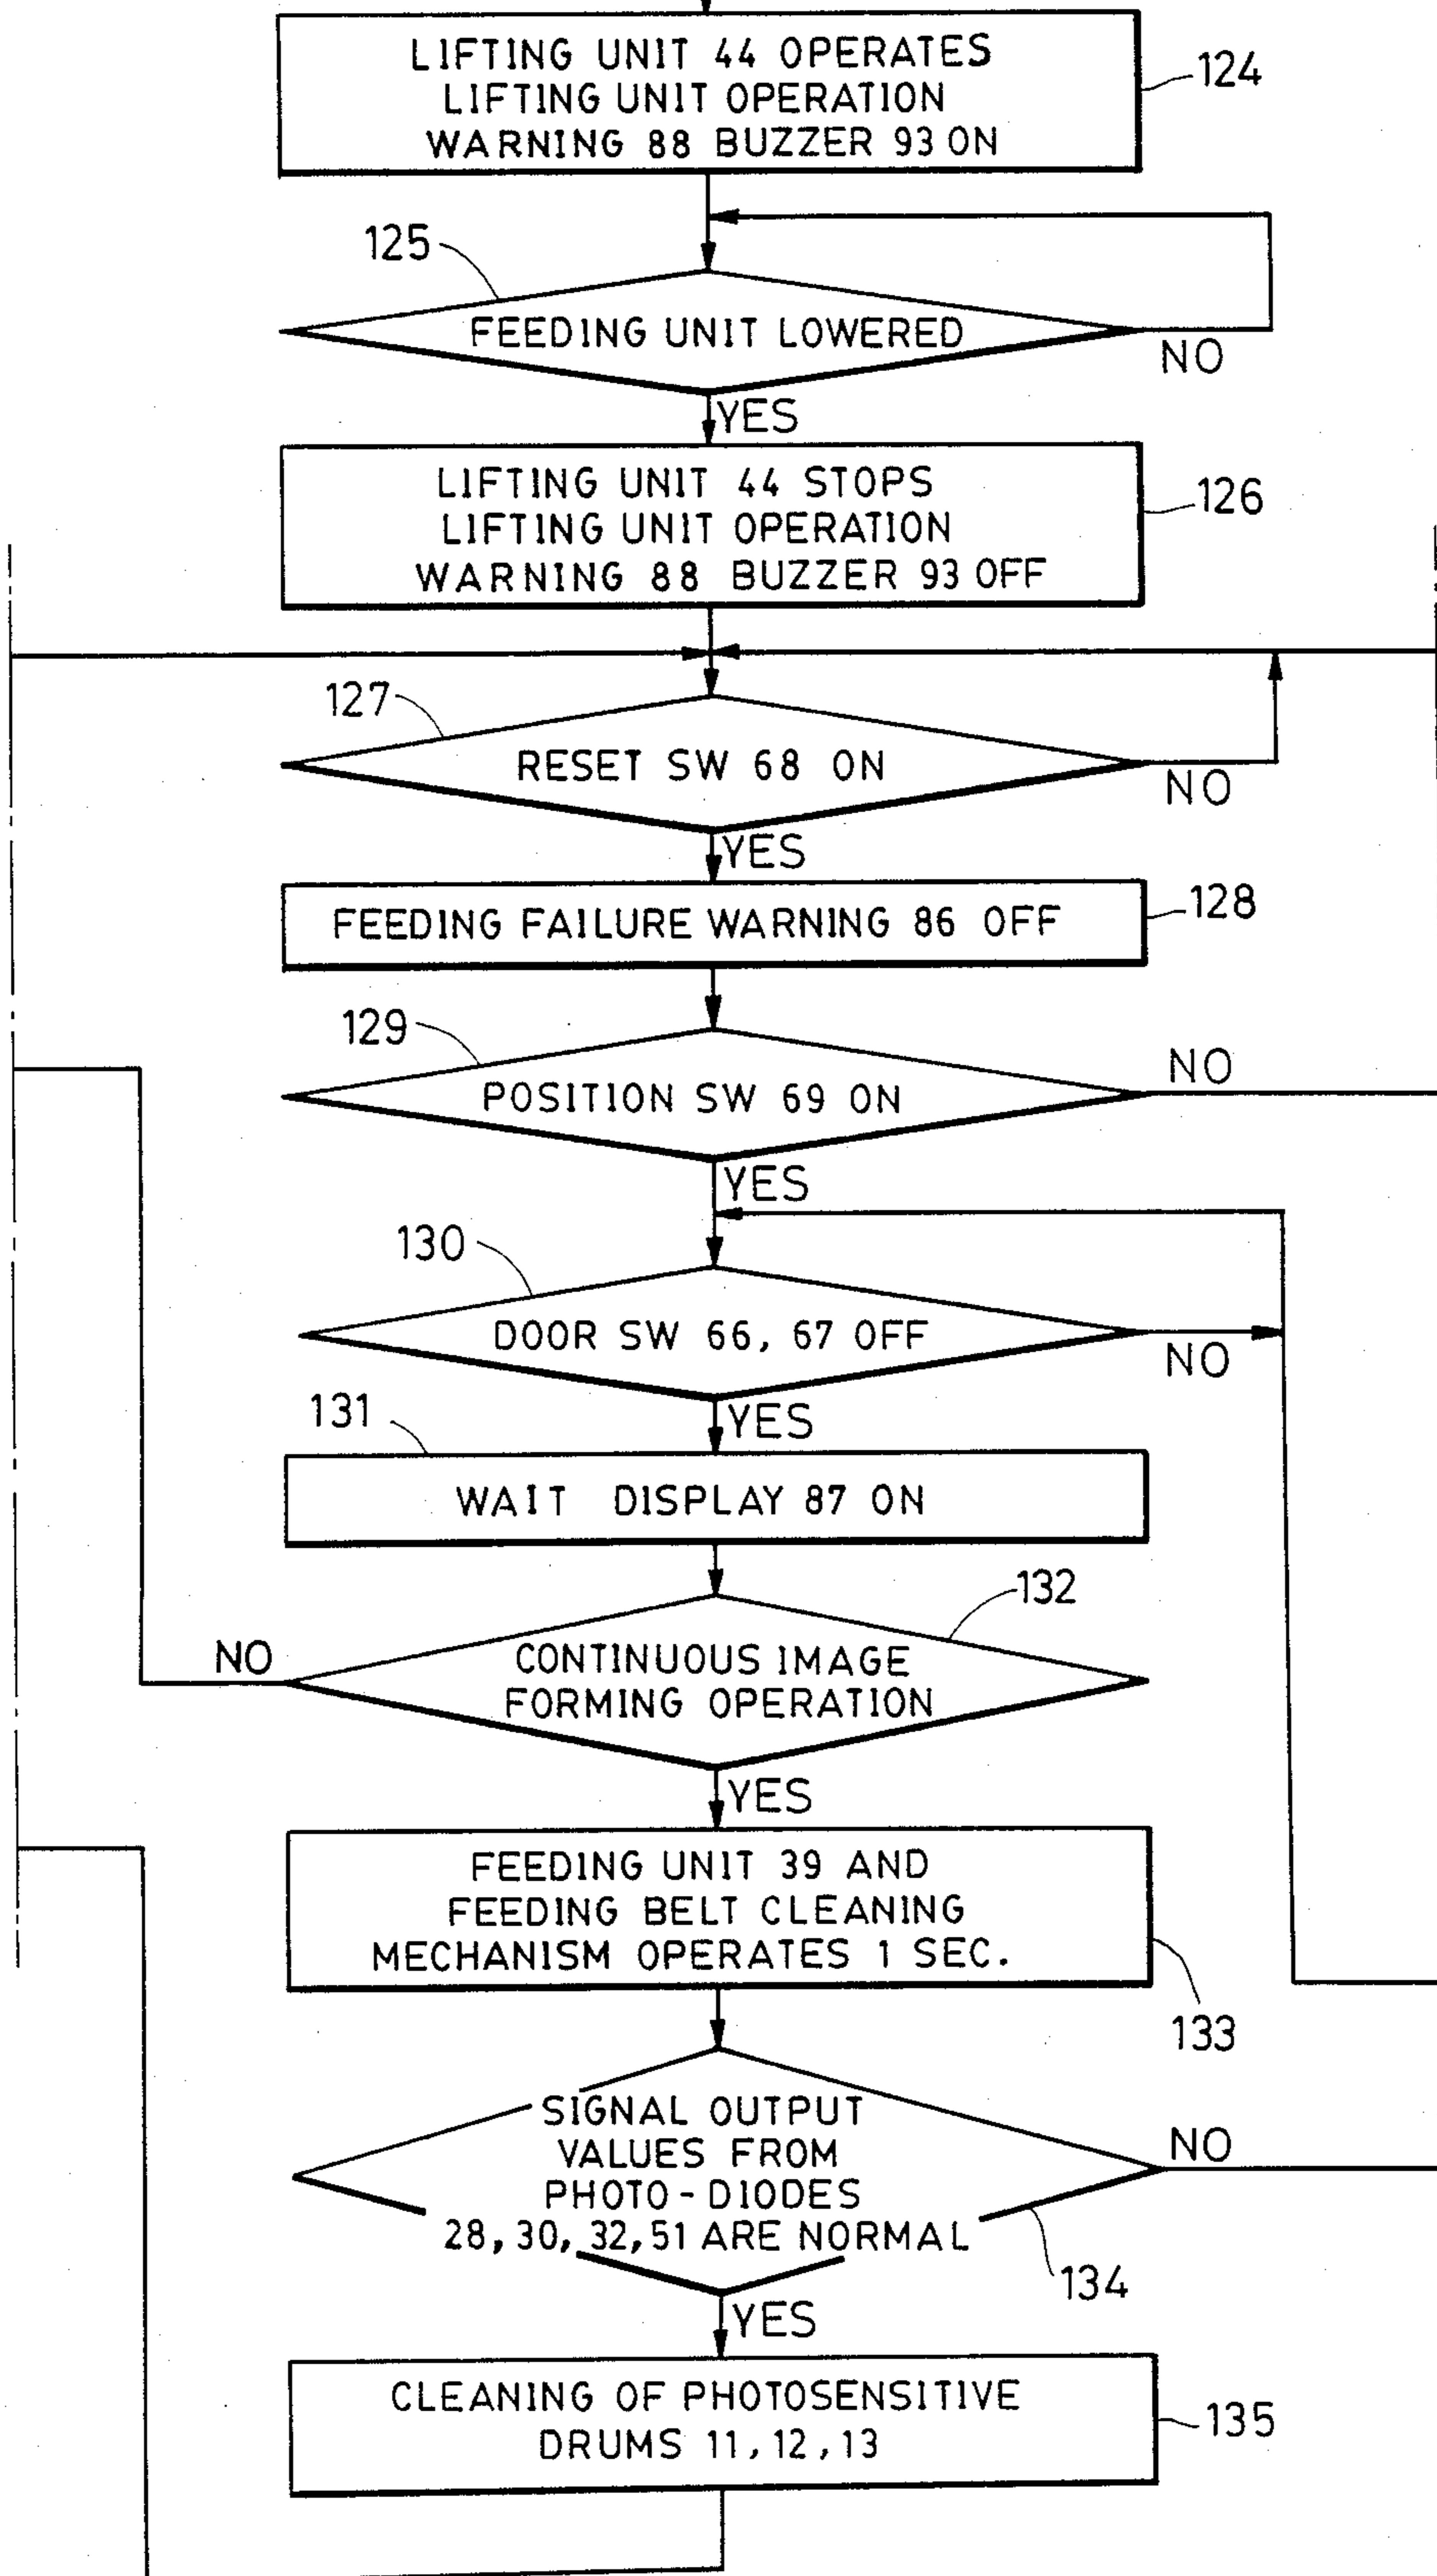 LIFTING UNIT 44 OPERATES
LIFTING UNIT OPERATION
WARNING 88 BUZZER 93 ON
124
125
FEEDING UNIT LOWERED
NO
YES
LIFTING UNIT 44 STOPS
LIFTING UNIT OPERATION
WARNING 88 BUZZER 93 OFF
126
127
RESET SW 68 ON
NO
YES
FEEDING FAILURE WARNING 86 OFF
128
129
POSITION SW 69 ON
NO
YES
130
DOOR SW 66, 67 OFF
NO
YES
131
WAIT DISPLAY 87 ON
132
NO
CONTINUOUS IMAGE
FORMING OPERATION
YES
FEEDING UNIT 39 AND
FEEDING BELT CLEANING
MECHANISM OPERATES 1 SEC.
133
SIGNAL OUTPUT
VALUES FROM
PHOTO-DIODES
28, 30, 32, 51 ARE NORMAL
NO
134
YES
CLEANING OF PHOTOSENSITIVE
DRUMS 11, 12, 13
135